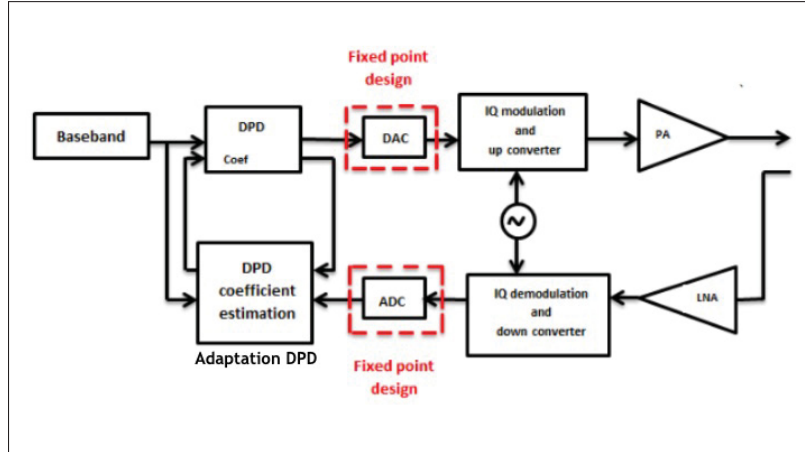 Fixed point
design
Baseband
DPD
Coef
DAC
IQ modulation
and
up converter
PA
DPD
coefficient
estimation
Adaptation DPD
ADC
Fixed point
design
IQ demodulation
and
down converter
LNA